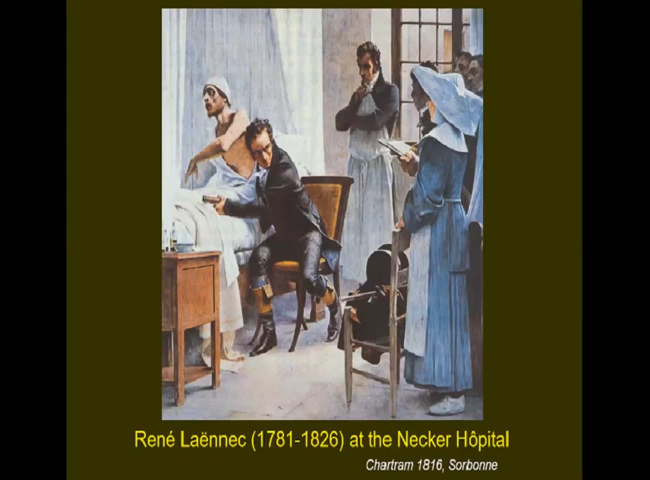 René Laënnec (1781-1826) at the Necker Hôpital
Chartram 1816, Sorbonne